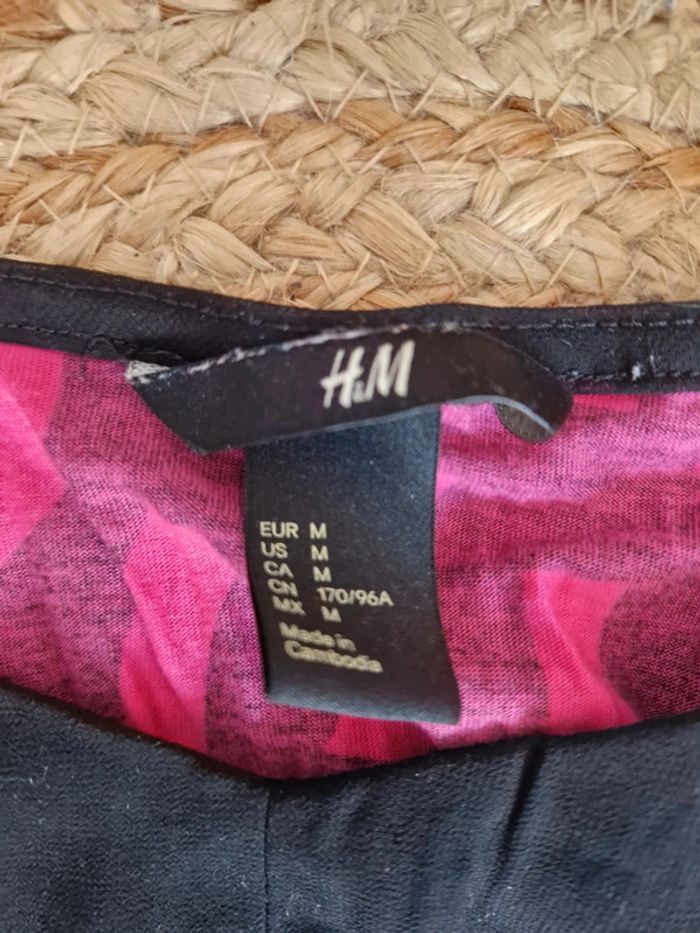 H&M
EUR M
US M
CA M
CN 170/96A
MX M
Made in
Cambodia